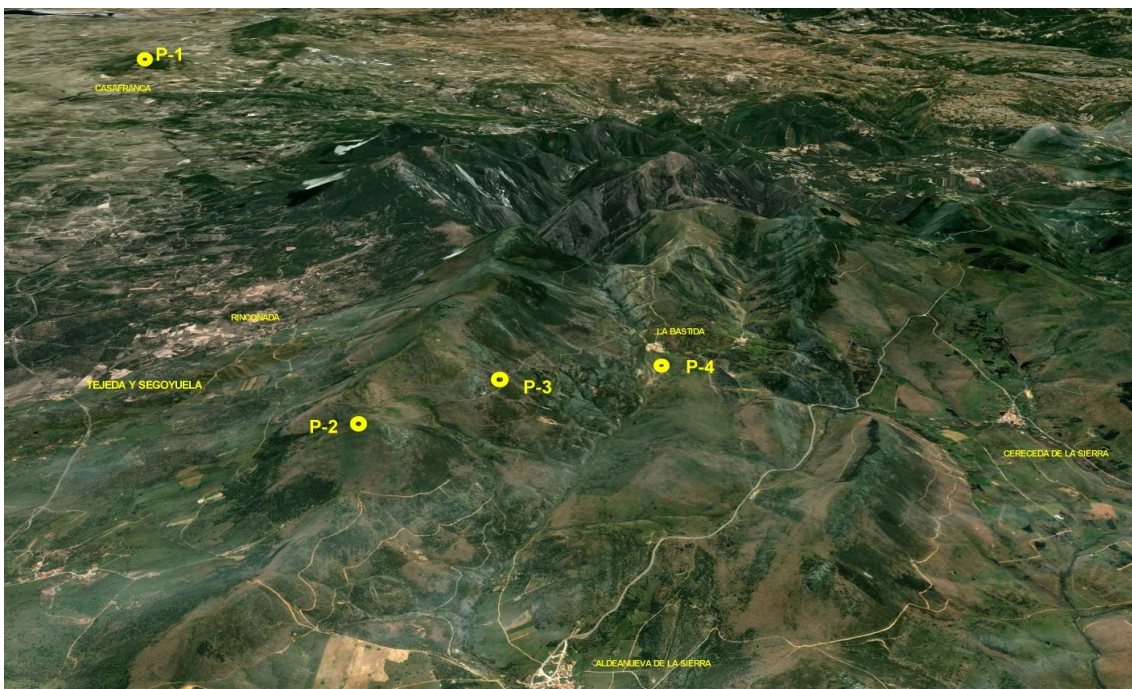 P-1
CASAFRANCA
RINCONADA
LA BASTIDA
P-4
TEJEDA Y SEGOYUELA
P-3
P-2
CERECEDA DE LA SIERRA
ALDEANUEVA DE LA SIERRA